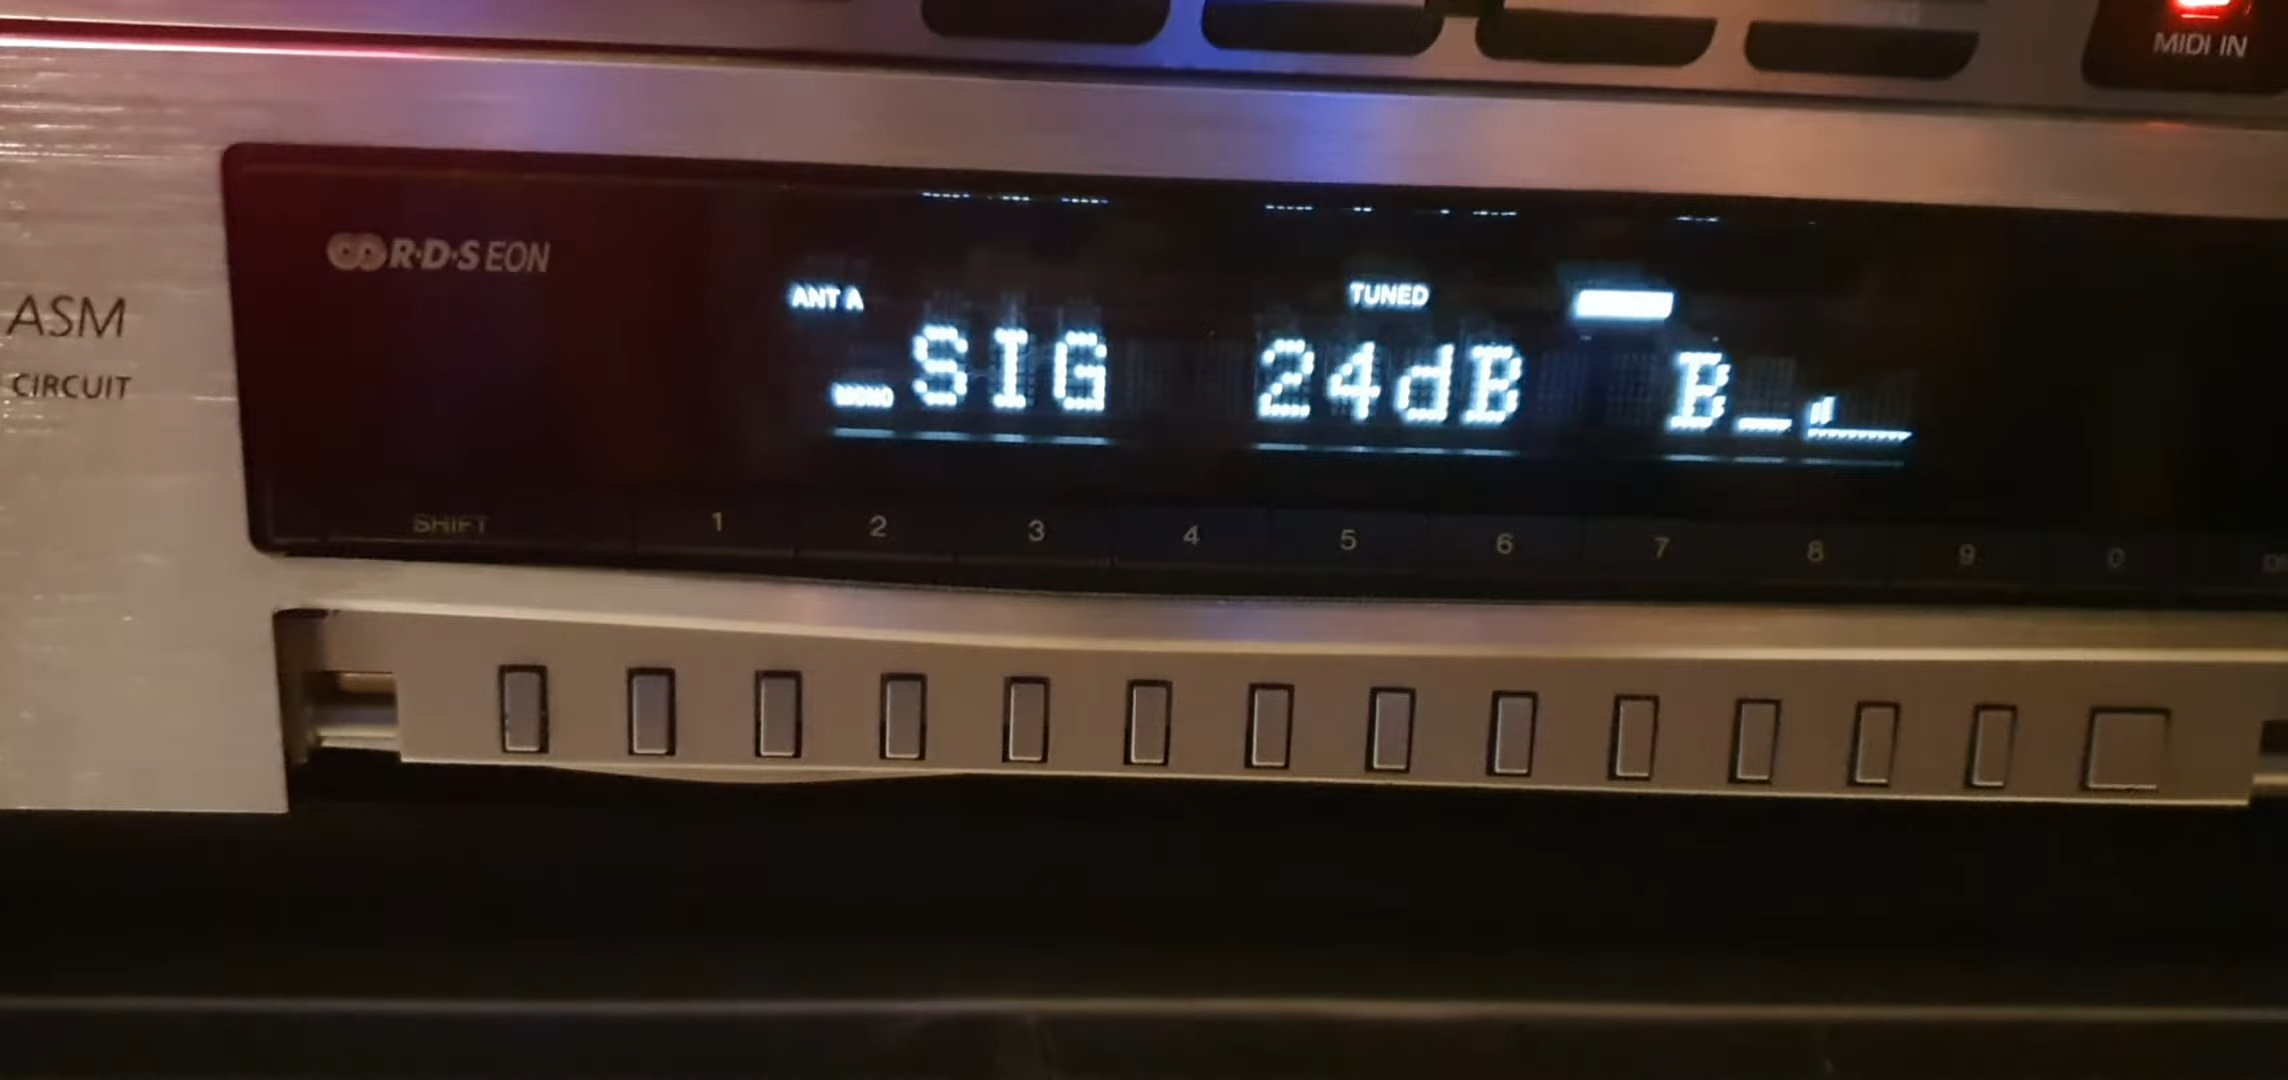 MIDI IN
R·D·S EON
ASM
CIRCUIT
ANT A TUNED
MONO SIG 24dB B
SHIFT 1 2 3 4 5 6 7 8 9 0